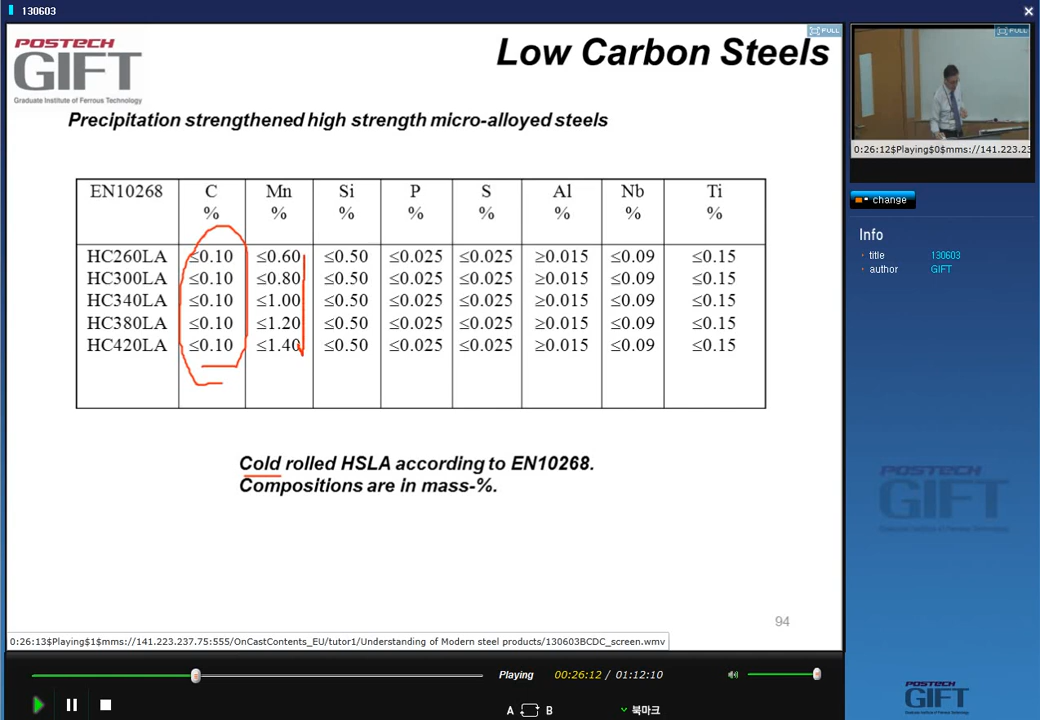 130603
POSTECH
GIFT
Graduate Institute of Ferrous Technology
FULL
Low Carbon Steels
Precipitation strengthened high strength micro-alloyed steels
EN10268 C % Mn % Si % P % S % Al % Nb % Ti %
HC260LA ≤0.10 ≤0.60 ≤0.50 ≤0.025 ≤0.025 ≥0.015 ≤0.09 ≤0.15
HC300LA ≤0.10 ≤0.80 ≤0.50 ≤0.025 ≤0.025 ≥0.015 ≤0.09 ≤0.15
HC340LA ≤0.10 ≤1.00 ≤0.50 ≤0.025 ≤0.025 ≥0.015 ≤0.09 ≤0.15
HC380LA ≤0.10 ≤1.20 ≤0.50 ≤0.025 ≤0.025 ≥0.015 ≤0.09 ≤0.15
HC420LA ≤0.10 ≤1.40 ≤0.50 ≤0.025 ≤0.025 ≥0.015 ≤0.09 ≤0.15
Cold rolled HSLA according to EN10268.
Compositions are in mass-%.
94
0:26:13$Playing$1$mms://141.223.237.75:555/OnCastContents_EU/tutor1/Understanding of Modern steel products/130603BCDC_screen.wmv
Playing 00:26:12 / 01:12:10
A B 북마크
FULL
0:26:12$Playing$0$mms://141.223.23
change
Info
title 130603
author GIFT
POSTECH
GIFT
POSTECH
GIFT